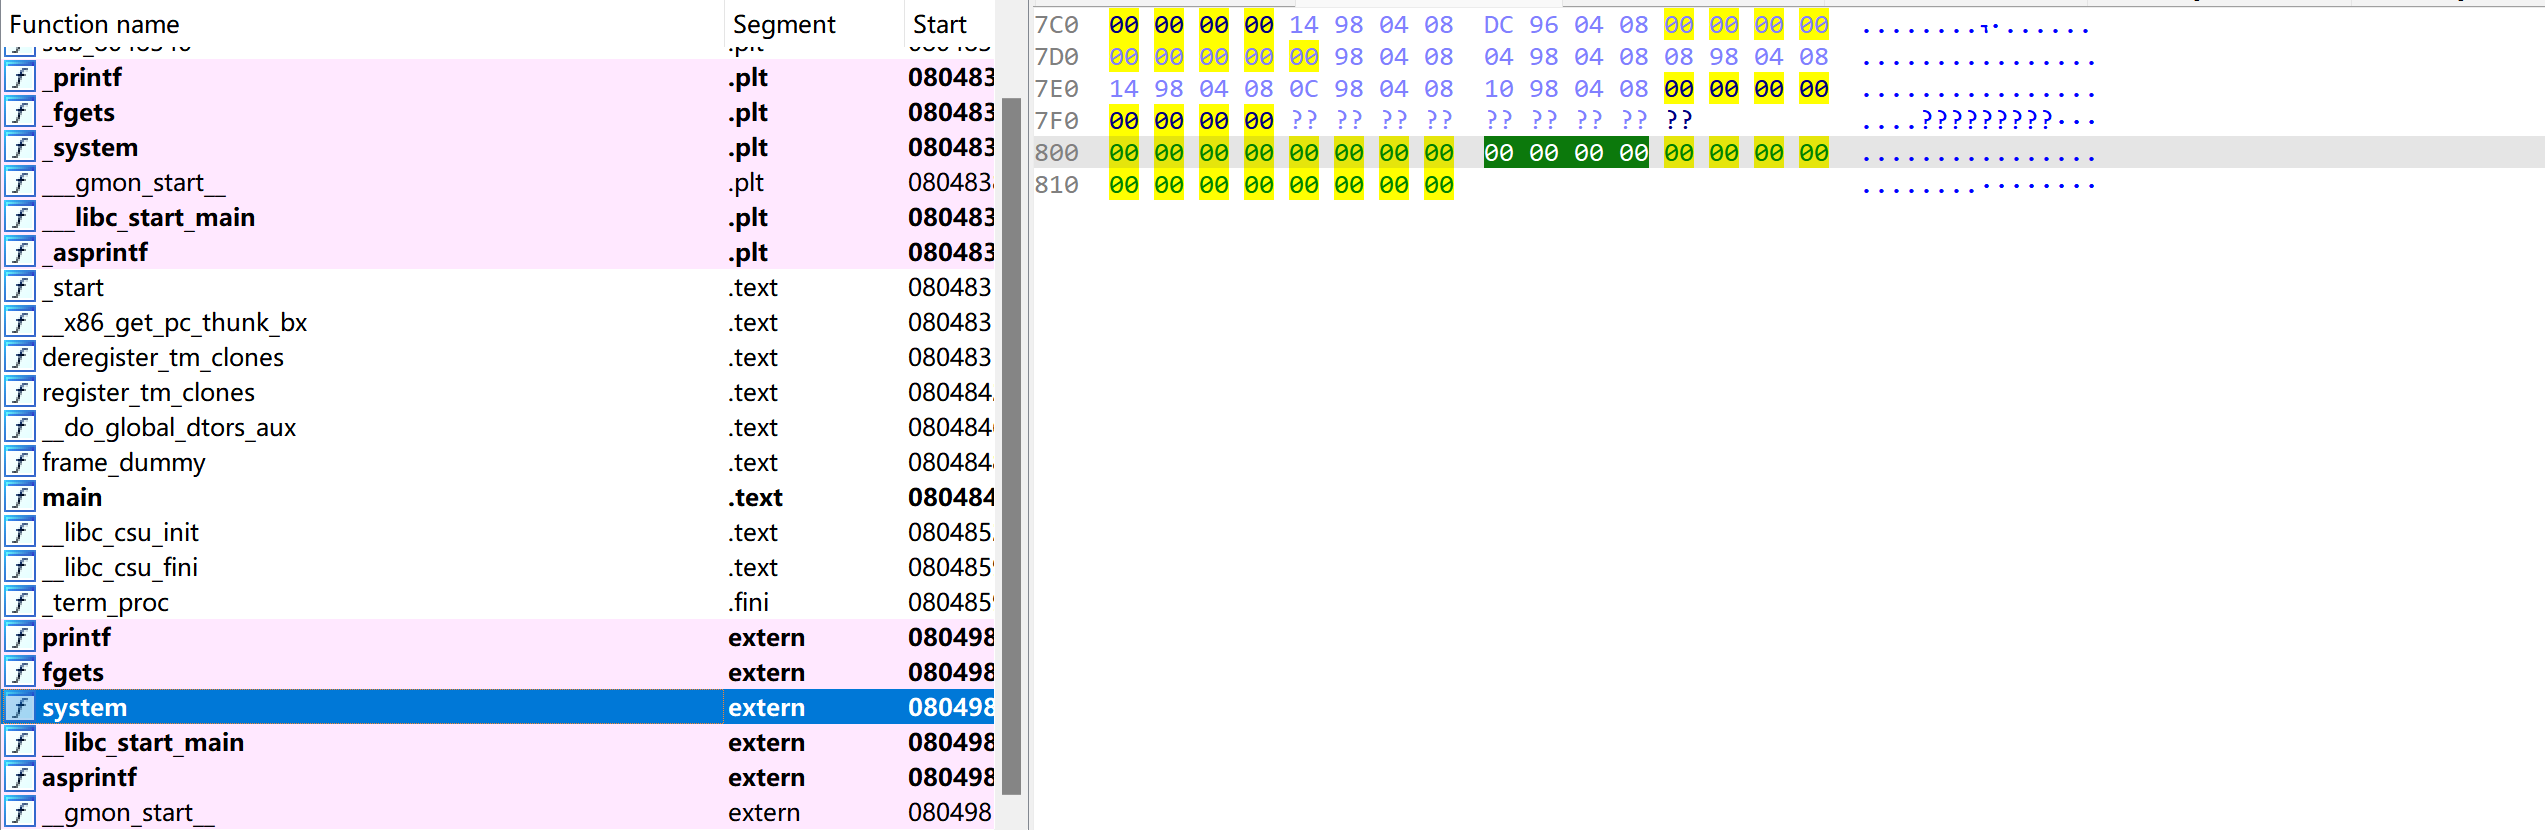 Function name Segment Start
_printf .plt 080483
_fgets .plt 080483
_system .plt 080483
___gmon_start__ .plt 080483
___libc_start_main .plt 080483
_asprintf .plt 080483
_start .text 080483
__x86_get_pc_thunk_bx .text 080483
deregister_tm_clones .text 080483
register_tm_clones .text 080484
__do_global_dtors_aux .text 080484
frame_dummy .text 080484
main .text 080484
__libc_csu_init .text 080485
__libc_csu_fini .text 080485
_term_proc .fini 080485
printf extern 080498
fgets extern 080498
system extern 080498
__libc_start_main extern 080498
asprintf extern 080498
__gmon_start__ extern 080498
7C0 00 00 00 00 14 98 04 08 DC 96 04 08 00 00 00 00 ................
7D0 00 00 00 00 00 98 04 08 04 98 04 08 08 98 04 08 ................
7E0 14 98 04 08 0C 98 04 08 10 98 04 08 00 00 00 00 ................
7F0 00 00 00 00 ?? ?? ?? ?? ?? ?? ?? ?? ?? ....?????????...
800 00 00 00 00 00 00 00 00 00 00 00 00 00 00 00 00 ................
810 00 00 00 00 00 00 00 00 ................